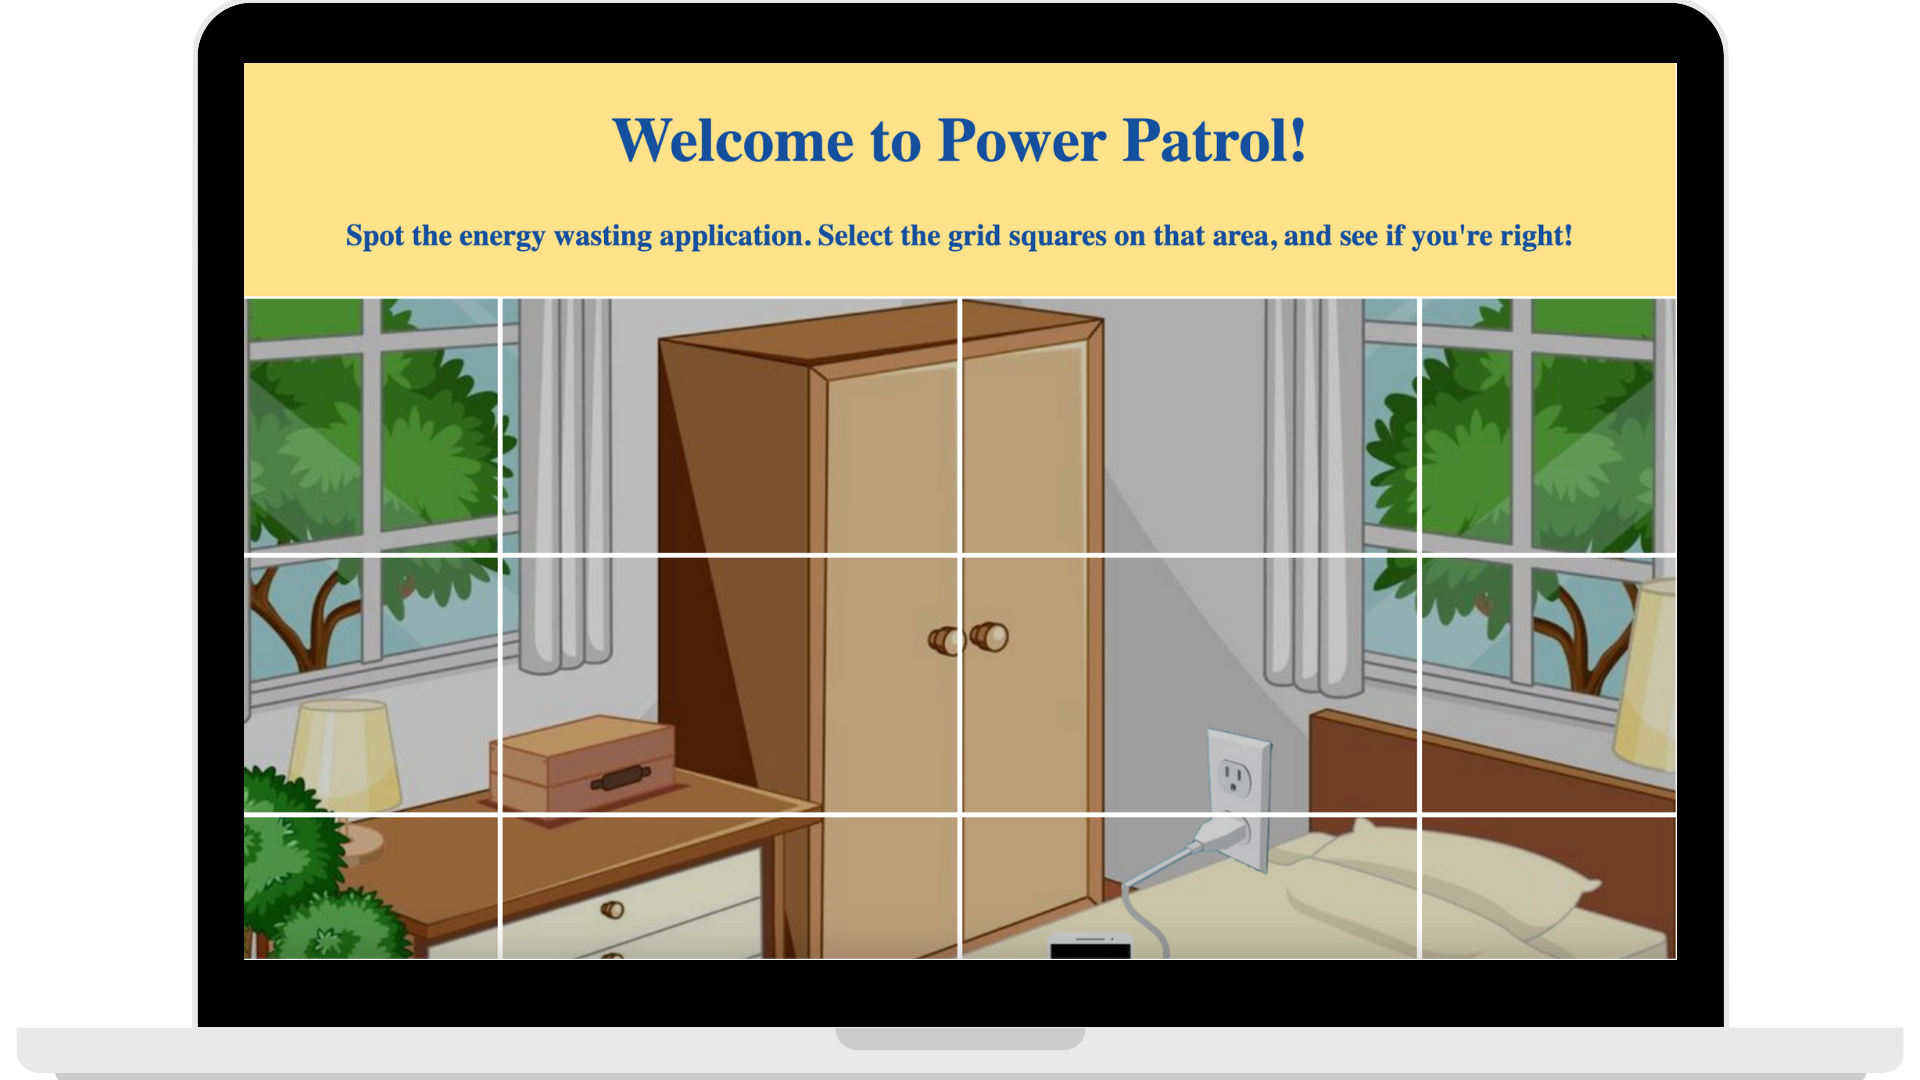 Welcome to Power Patrol!
Spot the energy wasting application. Select the grid squares on that area, and see if you're right!